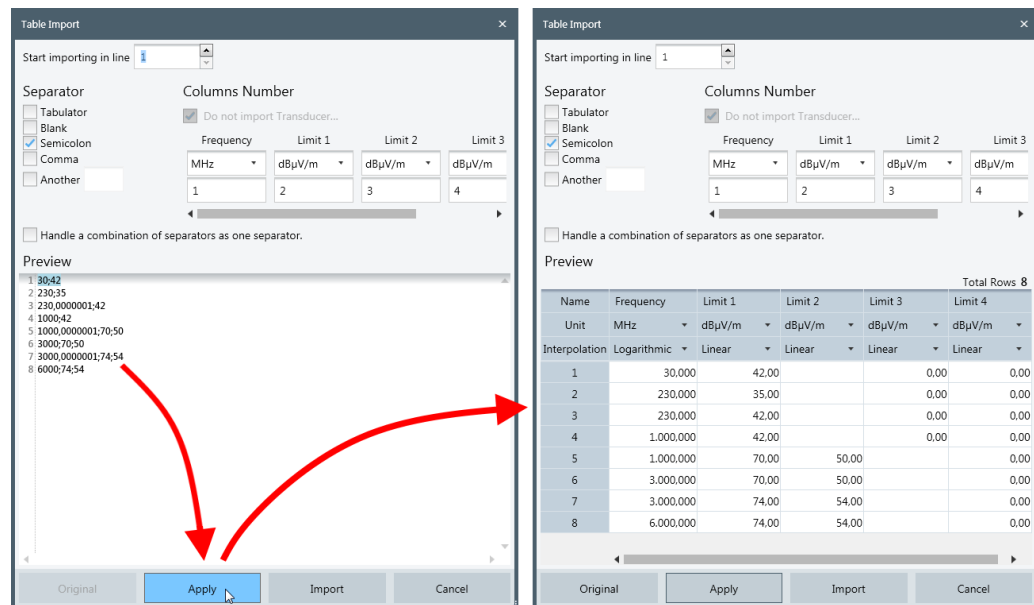 Table Import
Start importing in line 1
Separator
Columns Number
Tabulator
Do not import Transducer...
Blank
Semicolon
Frequency Limit 1 Limit 2 Limit 3
Comma
MHz dBµV/m dBµV/m dBµV/m
Another
1 2 3 4
Handle a combination of separators as one separator.
Preview
1 30;42
2 230;35
3 230,0000001;42
4 1000;42
5 1000,0000001;70;50
6 3000;70;50
7 3000,0000001;74;54
8 6000;74;54
Original Apply Import Cancel
Table Import
Start importing in line 1
Separator
Columns Number
Tabulator
Do not import Transducer...
Blank
Semicolon
Frequency Limit 1 Limit 2 Limit 3
Comma
MHz dBµV/m dBµV/m dBµV/m
Another
1 2 3 4
Handle a combination of separators as one separator.
Preview
Total Rows 8
Name Frequency Limit 1 Limit 2 Limit 3 Limit 4
Unit MHz dBµV/m dBµV/m dBµV/m dBµV/m
Interpolation Logarithmic Linear Linear Linear Linear
1 30,000 42,00 0,00 0,00
2 230,000 35,00 0,00 0,00
3 230,000 42,00 0,00 0,00
4 1.000,000 42,00 0,00 0,00
5 1.000,000 70,00 50,00 0,00
6 3.000,000 70,00 50,00 0,00
7 3.000,000 74,00 54,00 0,00
8 6.000,000 74,00 54,00 0,00
Original Apply Import Cancel